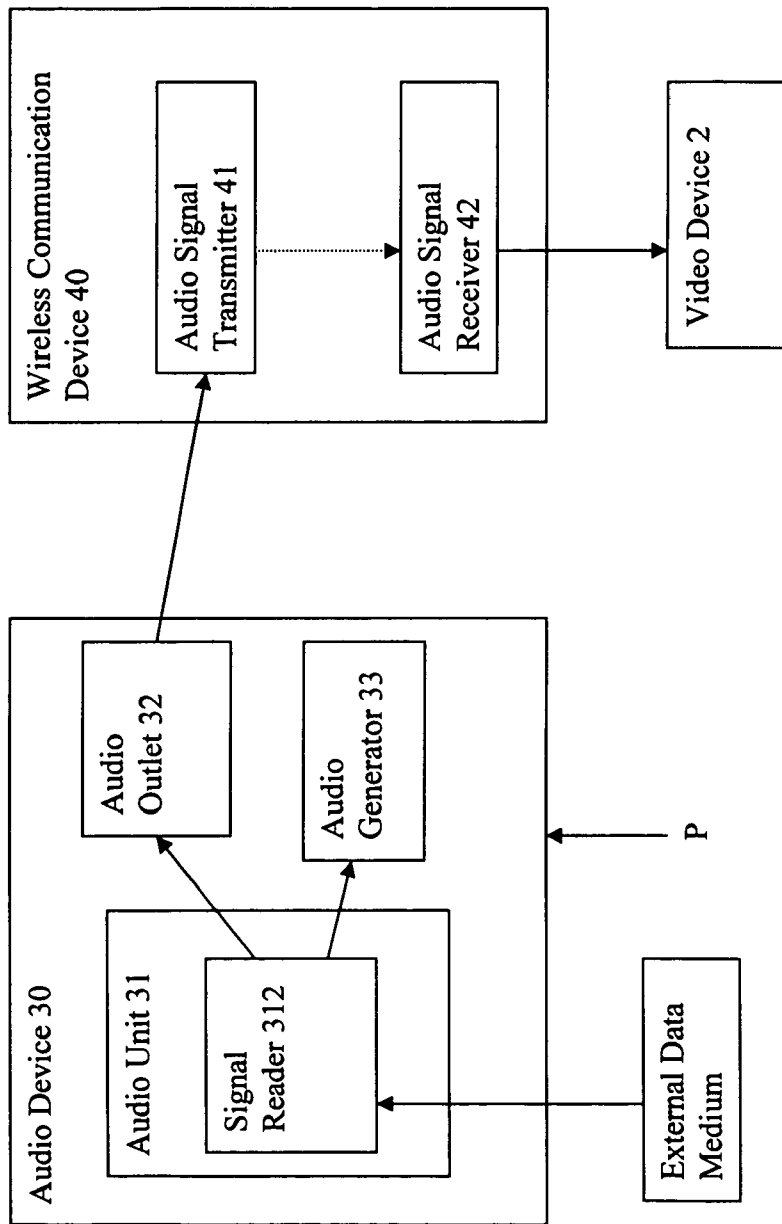 Audio Device 30
Audio Unit 31
Signal
Reader 312
Audio
Outlet 32
Audio
Generator 33
External Data
Medium
P
Wireless Communication
Device 40
Audio Signal
Transmitter 41
Audio Signal
Receiver 42
Video Device 2